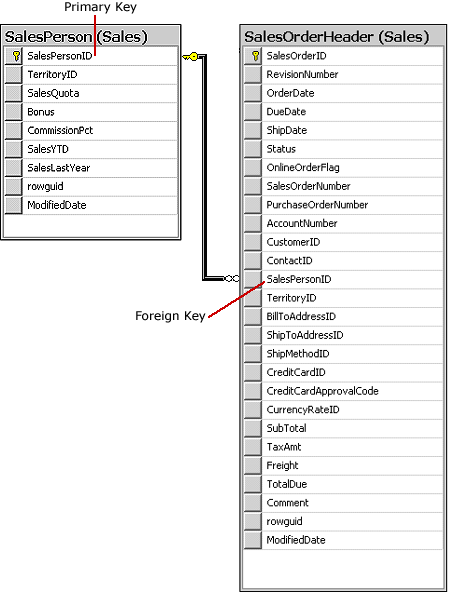 Primary Key
SalesPerson (Sales)
SalesPersonID
TerritoryID
SalesQuota
Bonus
CommissionPct
SalesYTD
SalesLastYear
rowguid
ModifiedDate
SalesOrderHeader (Sales)
SalesOrderID
RevisionNumber
OrderDate
DueDate
ShipDate
Status
OnlineOrderFlag
SalesOrderNumber
PurchaseOrderNumber
AccountNumber
CustomerID
ContactID
SalesPersonID
TerritoryID
BillToAddressID
ShipToAddressID
ShipMethodID
CreditCardID
CreditCardApprovalCode
CurrencyRateID
SubTotal
TaxAmt
Freight
TotalDue
Comment
rowguid
ModifiedDate
Foreign Key